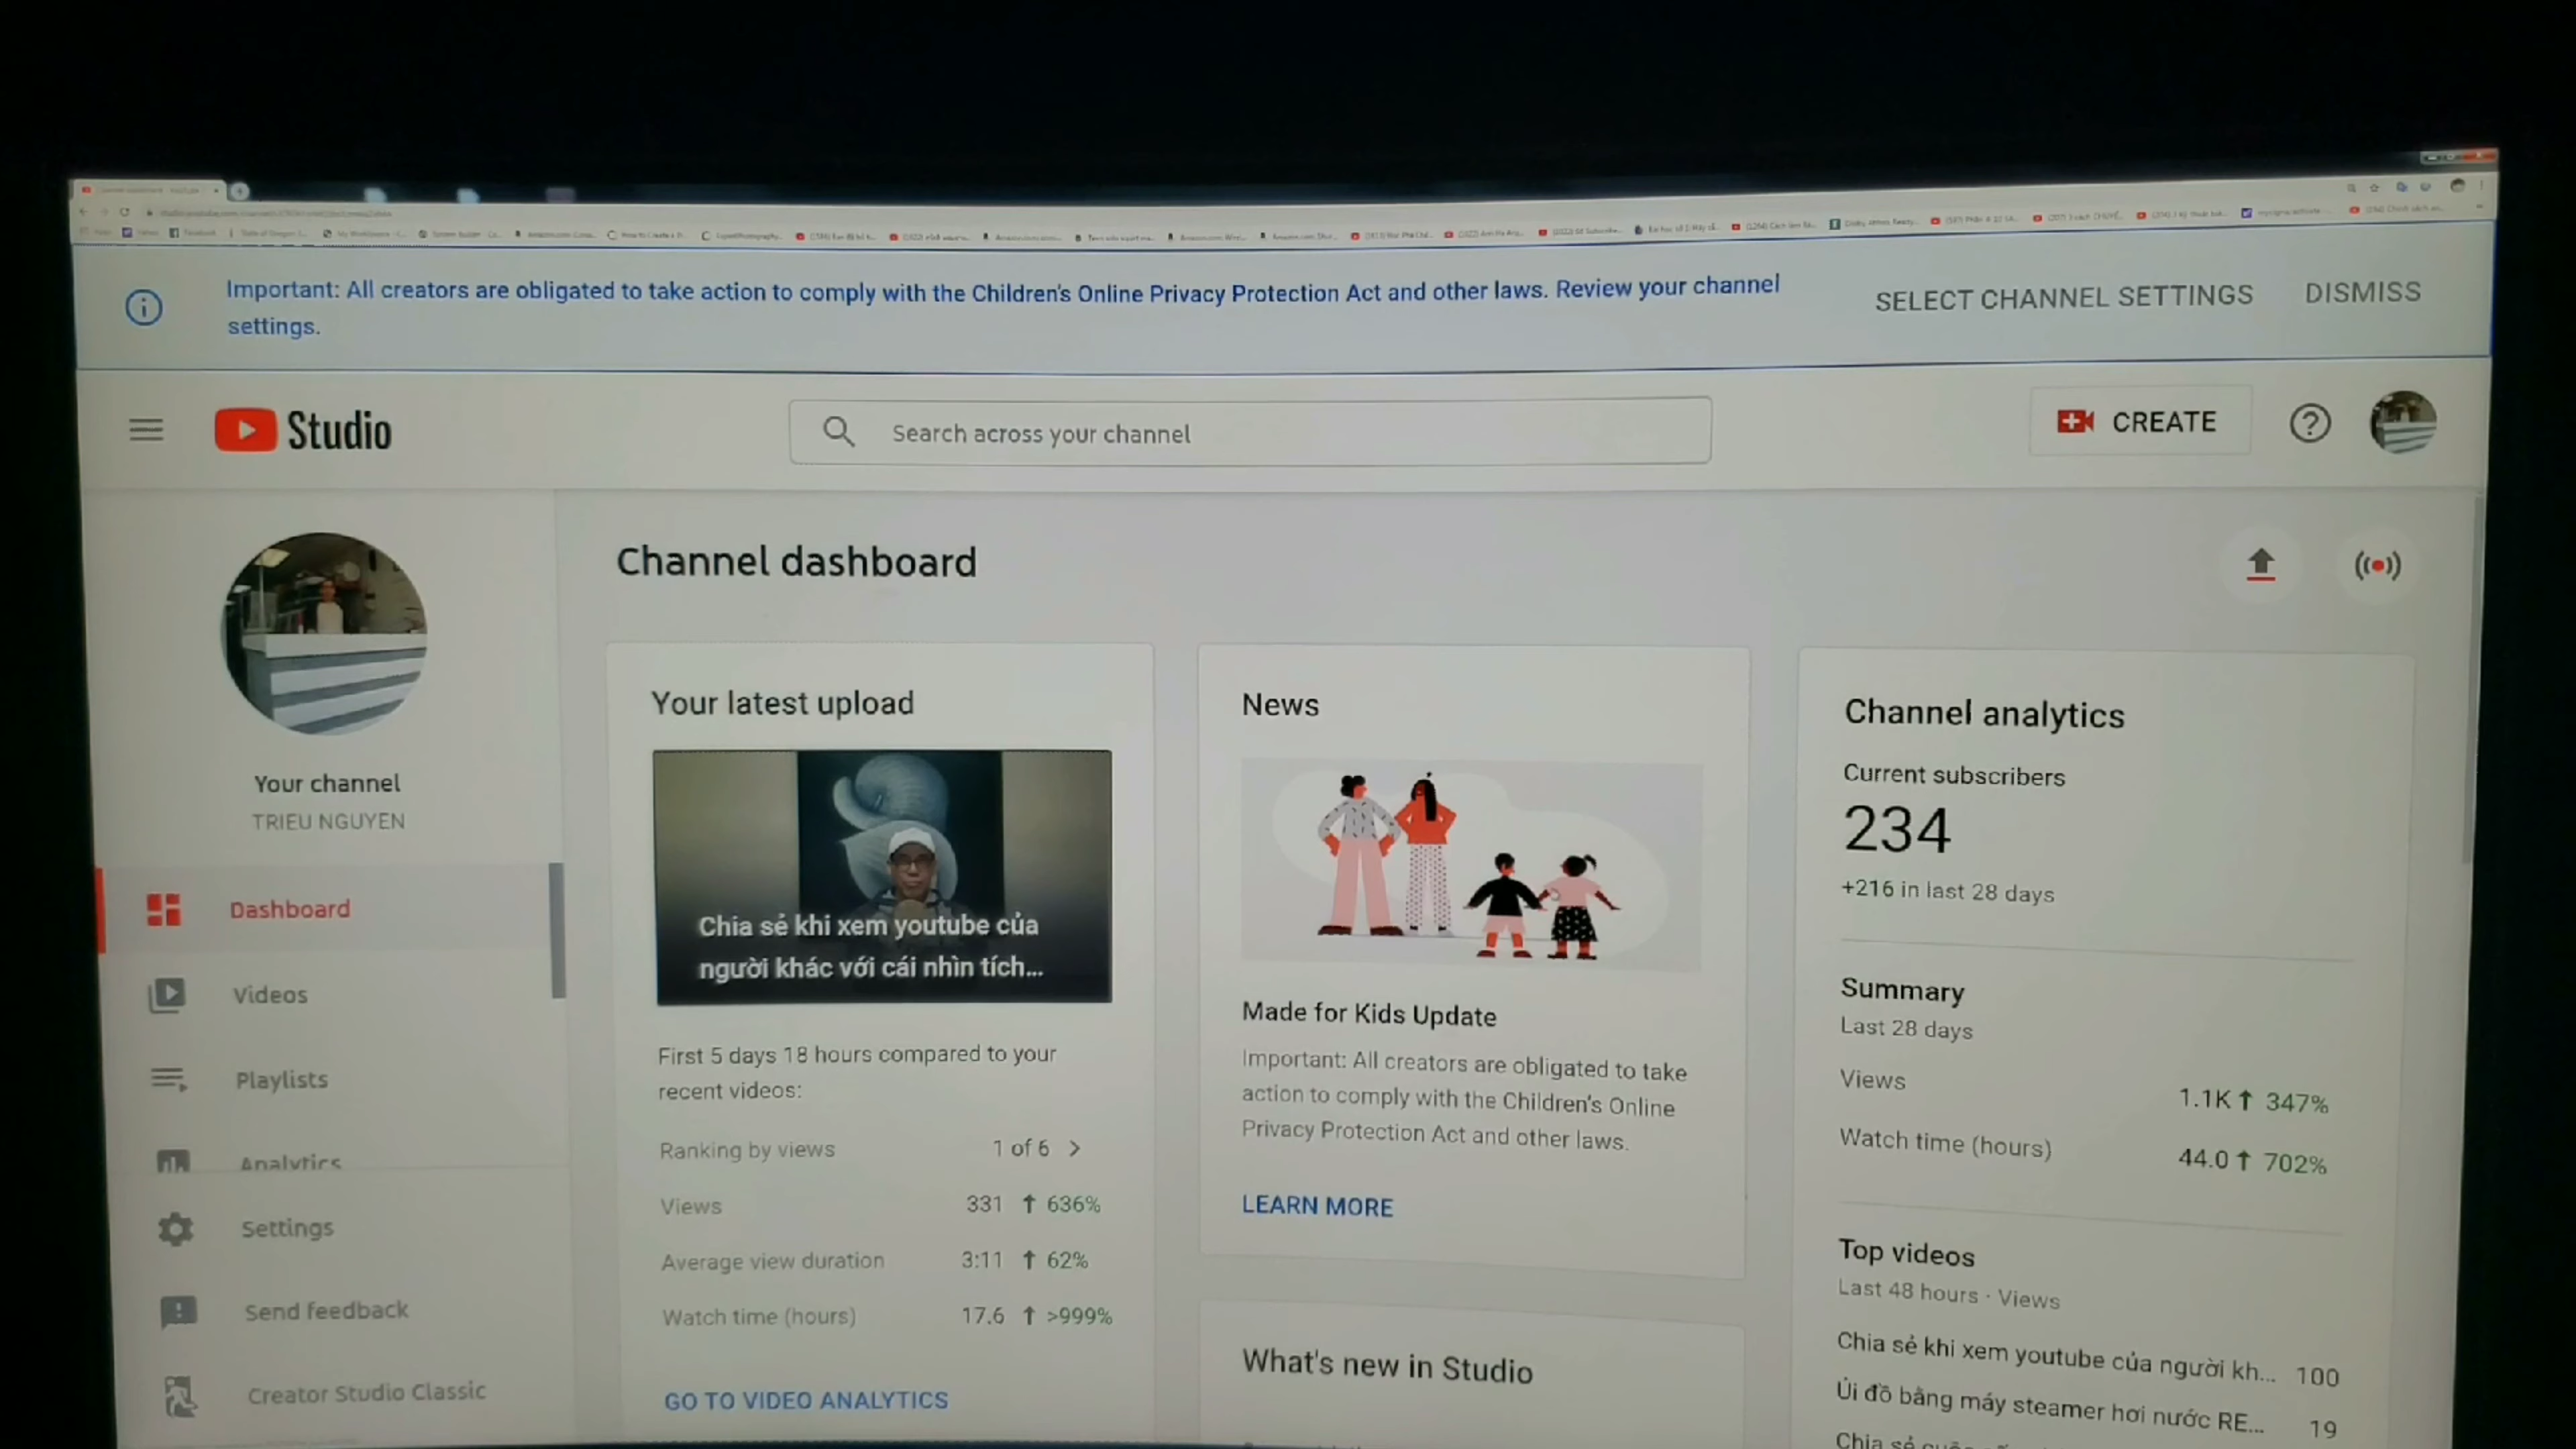 Important: All creators are obligated to take action to comply with the Children's Online Privacy Protection Act and other laws. Review your channel
settings.
SELECT CHANNEL SETTINGS
DISMISS
Studio
Search across your channel
CREATE
Your channel
TRIEU NGUYEN
Dashboard
Videos
Playlists
Analytics
Settings
Send feedback
Creator Studio Classic
Channel dashboard
Your latest upload
Chia sẻ khi xem youtube của
người khác với cái nhìn tích...
First 5 days 18 hours compared to your
recent videos:
Ranking by views 1 of 6
Views 331 ↑ 636%
Average view duration 3:11 ↑ 62%
Watch time (hours) 17.6 ↑ >999%
GO TO VIDEO ANALYTICS
News
Made for Kids Update
Important: All creators are obligated to take
action to comply with the Children's Online
Privacy Protection Act and other laws.
LEARN MORE
What's new in Studio
Channel analytics
Current subscribers
234
+216 in last 28 days
Summary
Last 28 days
Views 1.1K ↑ 347%
Watch time (hours) 44.0 ↑ 702%
Top videos
Last 48 hours · Views
Chia sẻ khi xem youtube của người kh... 100
Ủi đồ bằng máy steamer hơi nước RE... 19
Chia sẻ